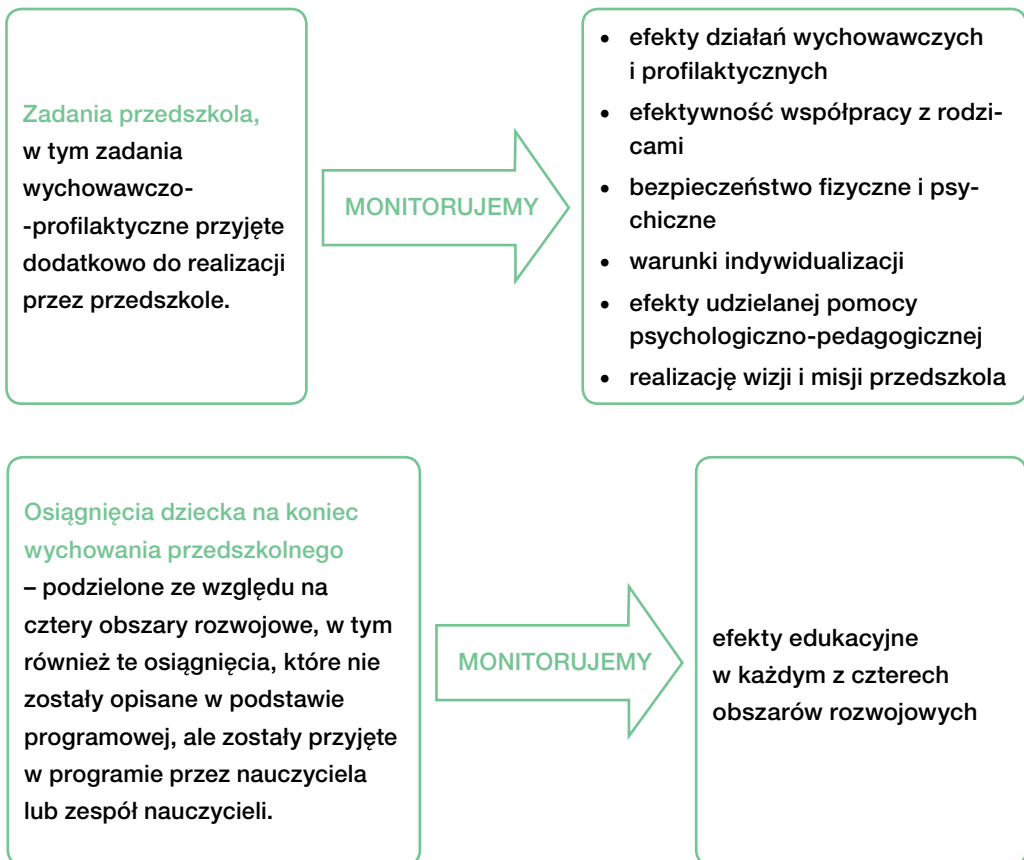 Zadania przedszkola,
w tym zadania
wychowawczo-
-profilaktyczne przyjęte
dodatkowo do realizacji
przez przedszkole.
MONITORUJEMY
• efekty działań wychowawczych
i profilaktycznych
• efektywność współpracy z rodzi-
cami
• bezpieczeństwo fizyczne i psy-
chiczne
• warunki indywidualizacji
• efekty udzielanej pomocy
psychologiczno-pedagogicznej
• realizację wizji i misji przedszkola
Osiągnięcia dziecka na koniec
wychowania przedszkolnego
– podzielone ze względu na
cztery obszary rozwojowe, w tym
również te osiągnięcia, które nie
zostały opisane w podstawie
programowej, ale zostały przyjęte
w programie przez nauczyciela
lub zespół nauczycieli.
MONITORUJEMY
efekty edukacyjne
w każdym z czterech
obszarów rozwojowych